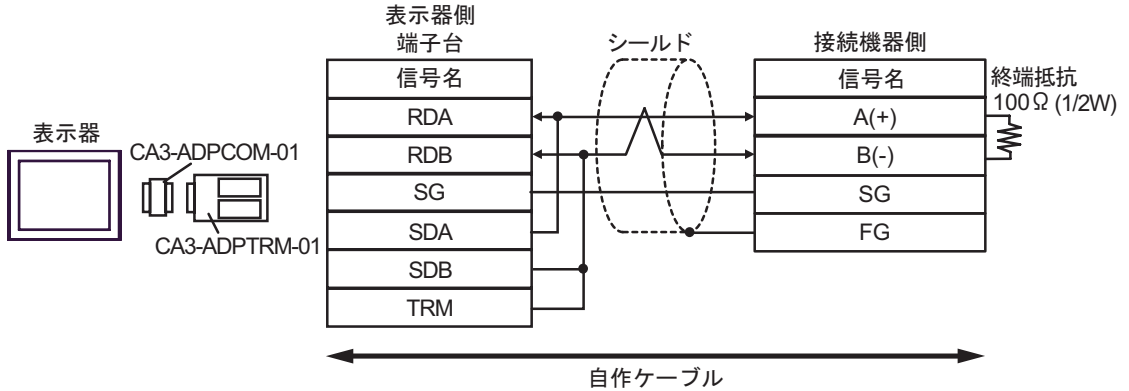 表示器側
端子台
シールド
接続機器側
信号名
信号名
終端抵抗
100Ω (1/2W)
RDA
A(+)
表示器
CA3-ADPCOM-01
RDB
B(-)
SG
SG
CA3-ADPTRM-01
SDA
FG
SDB
TRM
自作ケーブル